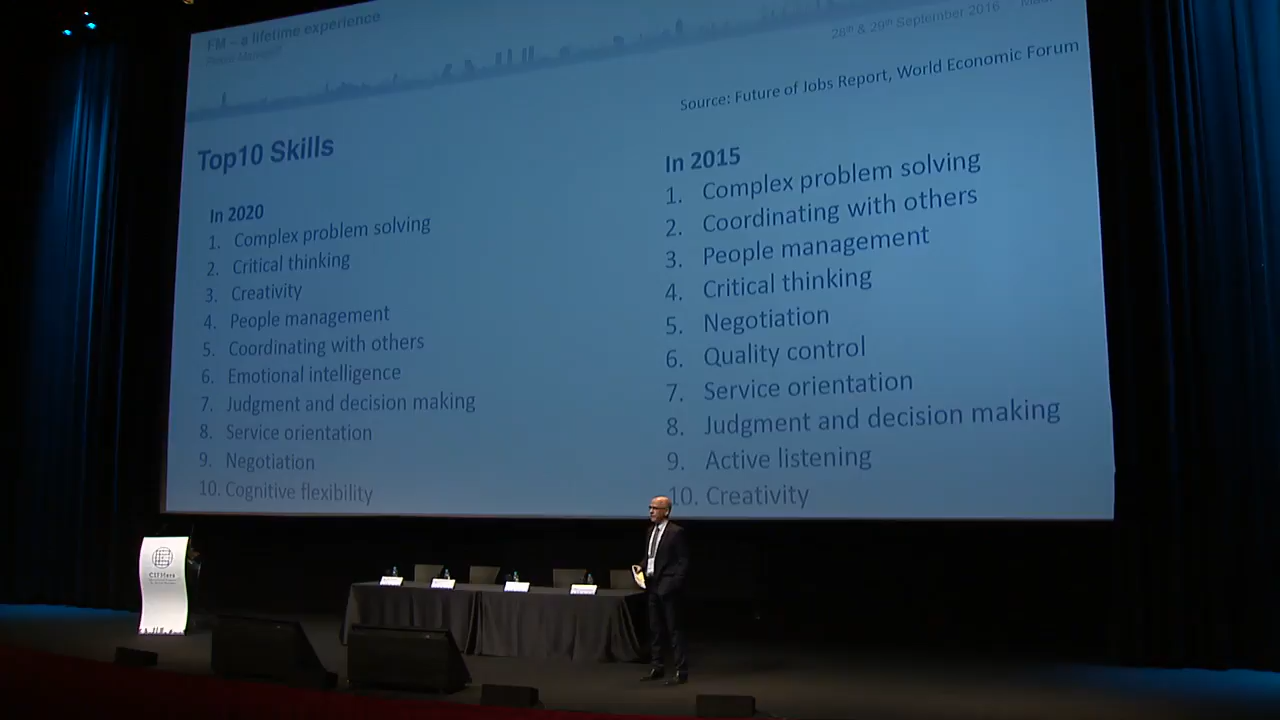 FM – a lifetime experience
28th & 29th September 2016
Source: Future of Jobs Report, World Economic Forum
Top10 Skills
In 2020
1. Complex problem solving
2. Critical thinking
3. Creativity
4. People management
5. Coordinating with others
6. Emotional intelligence
7. Judgment and decision making
8. Service orientation
9. Negotiation
10. Cognitive flexibility
In 2015
1. Complex problem solving
2. Coordinating with others
3. People management
4. Critical thinking
5. Negotiation
6. Quality control
7. Service orientation
8. Judgment and decision making
9. Active listening
10. Creativity